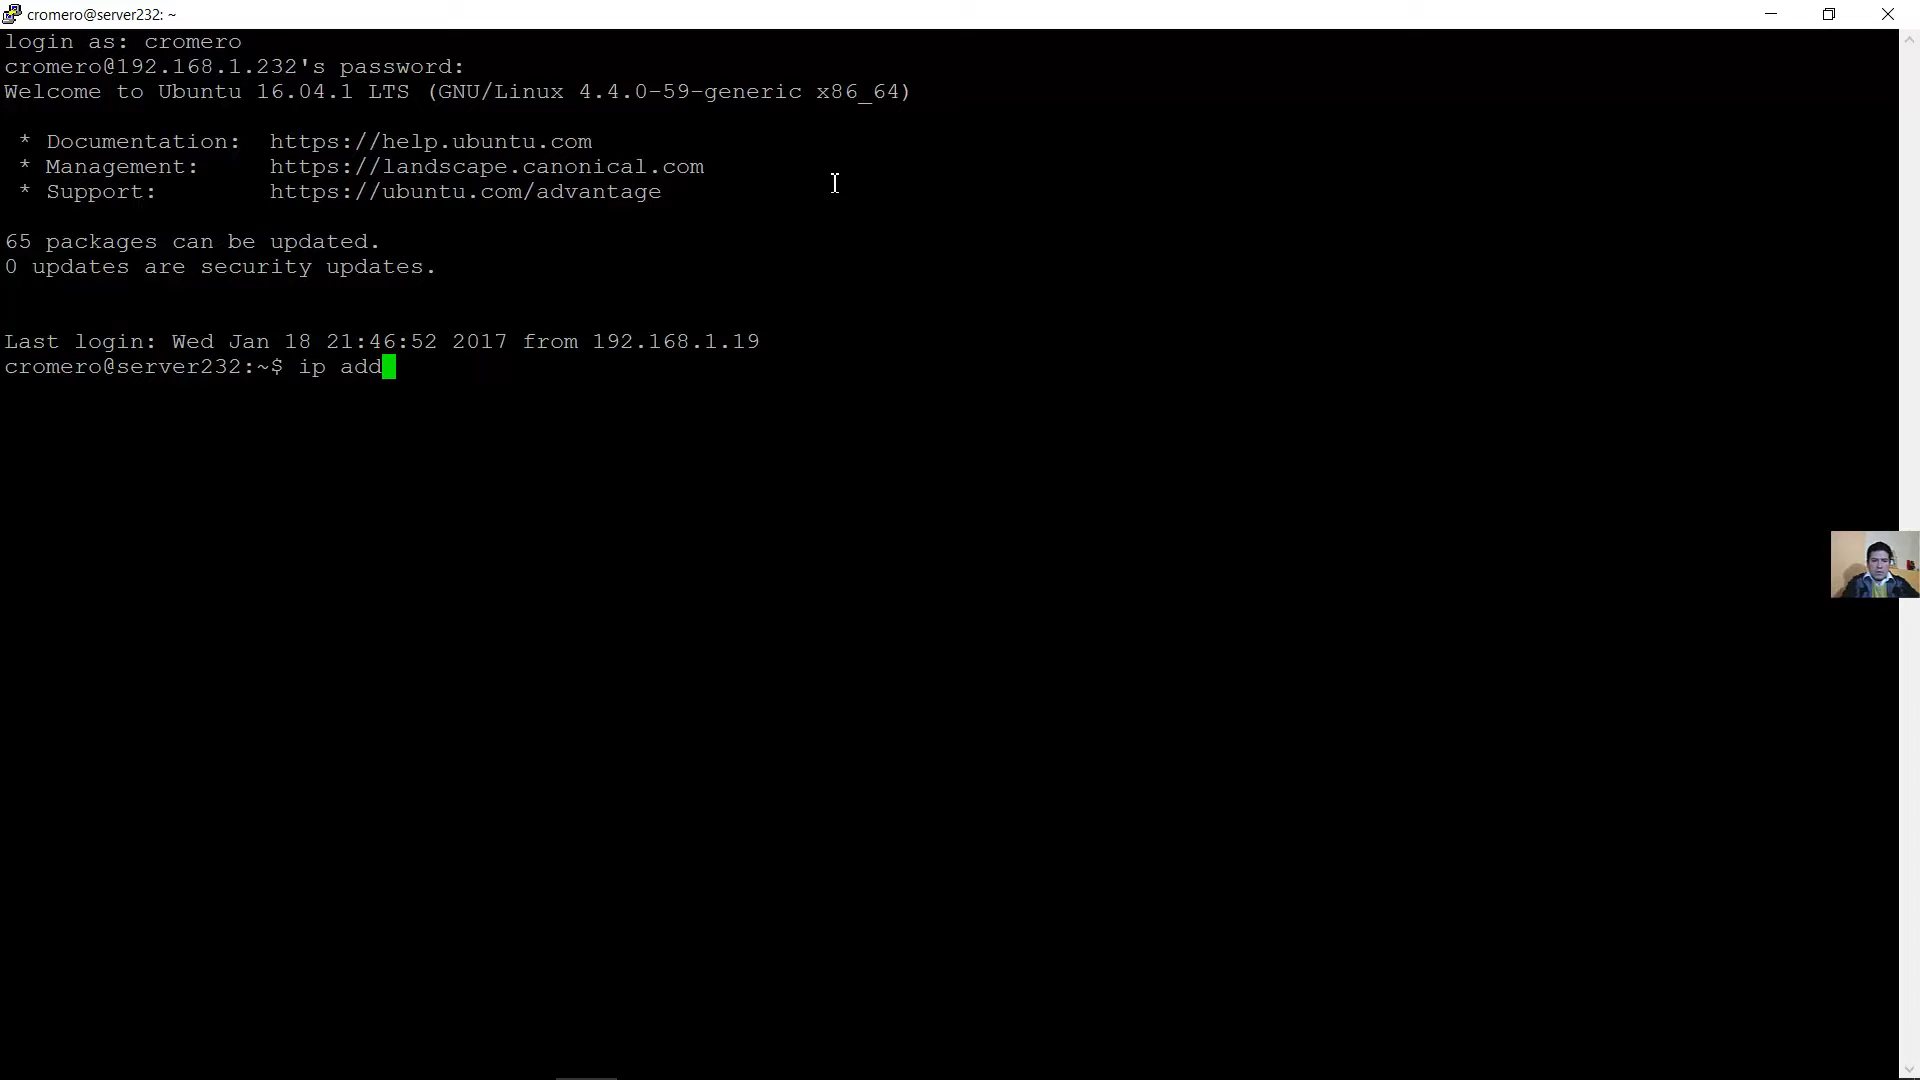 cromero@server232: ~
login as: cromero
cromero@192.168.1.232's password:
Welcome to Ubuntu 16.04.1 LTS (GNU/Linux 4.4.0-59-generic x86_64)
* Documentation:  https://help.ubuntu.com
* Management:     https://landscape.canonical.com
* Support:        https://ubuntu.com/advantage
65 packages can be updated.
0 updates are security updates.
Last login: Wed Jan 18 21:46:52 2017 from 192.168.1.19
cromero@server232:~$ ip add